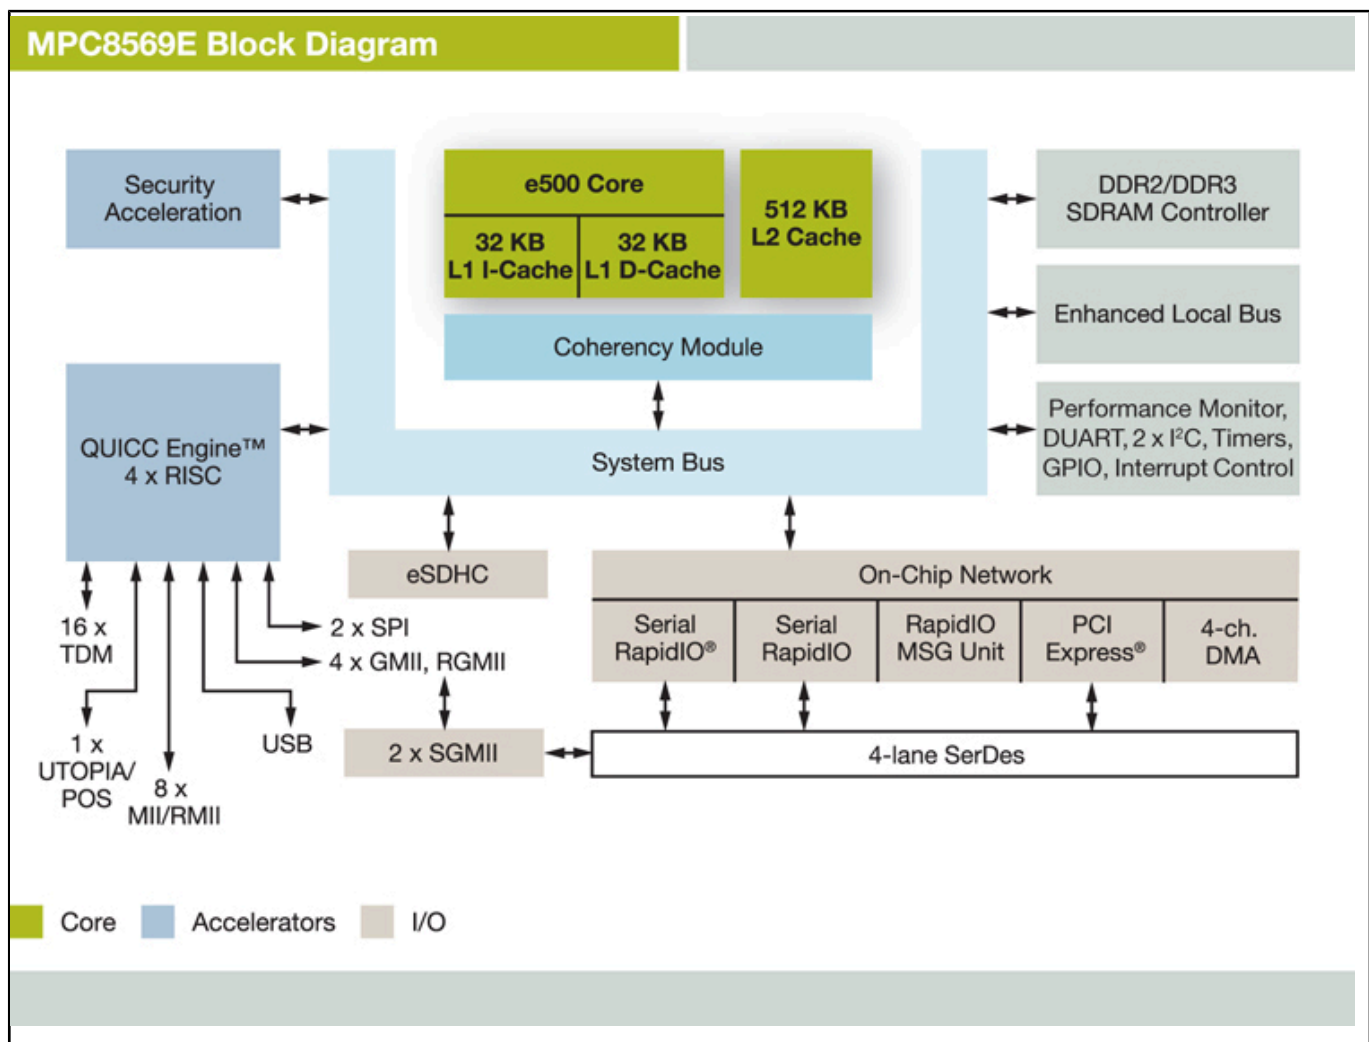 MPC8569E Block Diagram
Security
Acceleration
e500 Core
32 KB
L1 I-Cache
32 KB
L1 D-Cache
512 KB
L2 Cache
DDR2/DDR3
SDRAM Controller
Enhanced Local Bus
Coherency Module
Performance Monitor,
DUART, 2 x I²C, Timers,
GPIO, Interrupt Control
QUICC Engine™
4 x RISC
System Bus
eSDHC
On-Chip Network
Serial
RapidIO®
Serial
RapidIO
RapidIO
MSG Unit
PCI
Express®
4-ch.
DMA
16 x
TDM
2 x SPI
4 x GMII, RGMII
1 x
UTOPIA/
POS
8 x
MII/RMII
USB
2 x SGMII
4-lane SerDes
Core
Accelerators
I/O